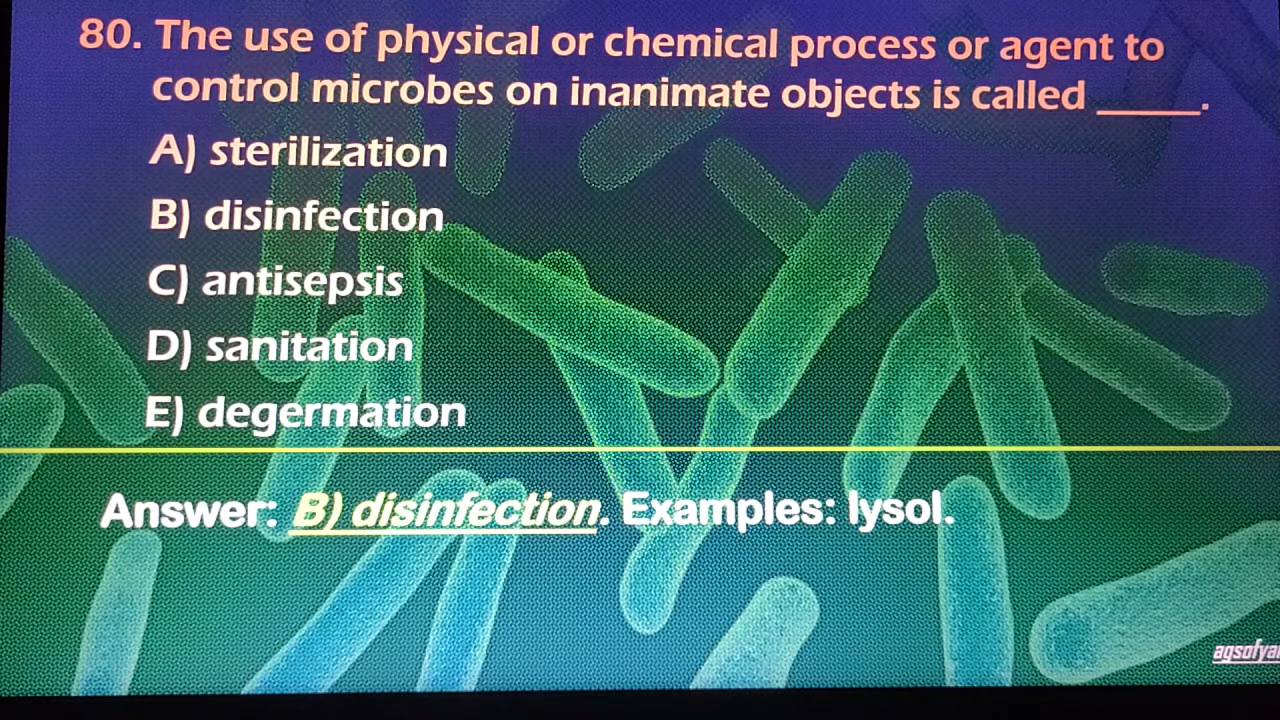 80. The use of physical or chemical process or agent to
control microbes on inanimate objects is called _____.
A) sterilization
B) disinfection
C) antisepsis
D) sanitation
E) degermation
Answer: B) disinfection. Examples: lysol.